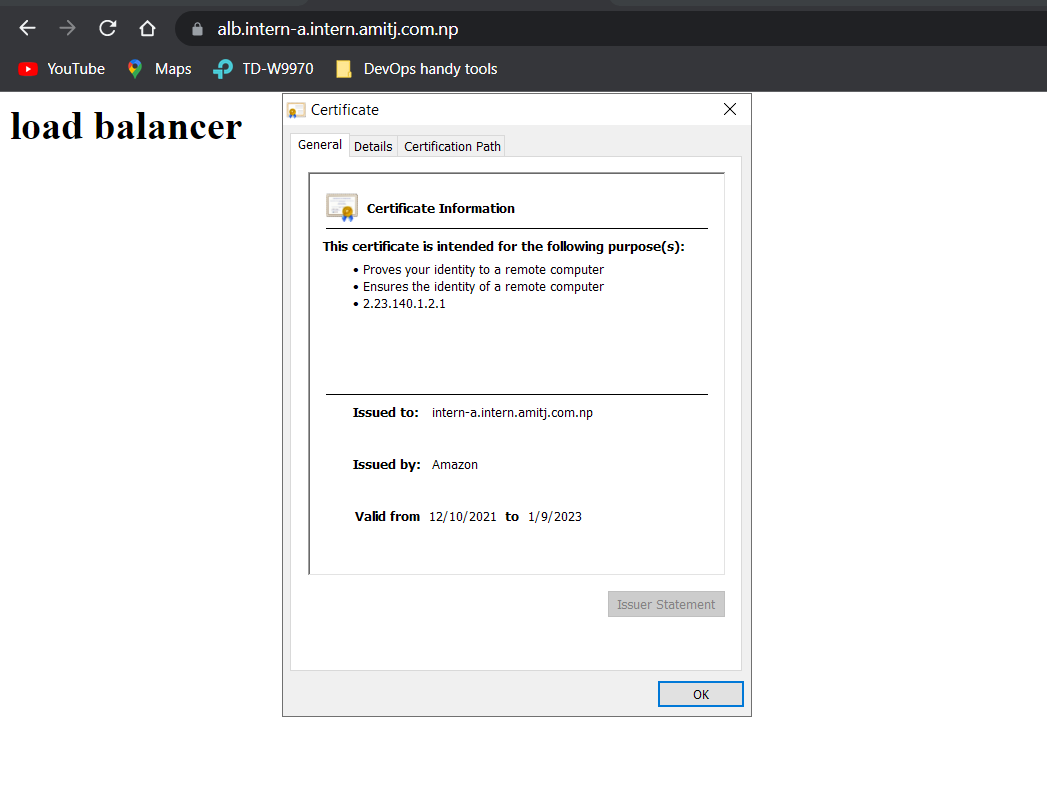 alb.intern-a.intern.amitj.com.np
YouTube Maps TD-W9970 DevOps handy tools
load balancer
Certificate
General Details Certification Path
Certificate Information
This certificate is intended for the following purpose(s):
• Proves your identity to a remote computer
• Ensures the identity of a remote computer
• 2.23.140.1.2.1
Issued to: intern-a.intern.amitj.com.np
Issued by: Amazon
Valid from 12/10/2021 to 1/9/2023
Issuer Statement
OK